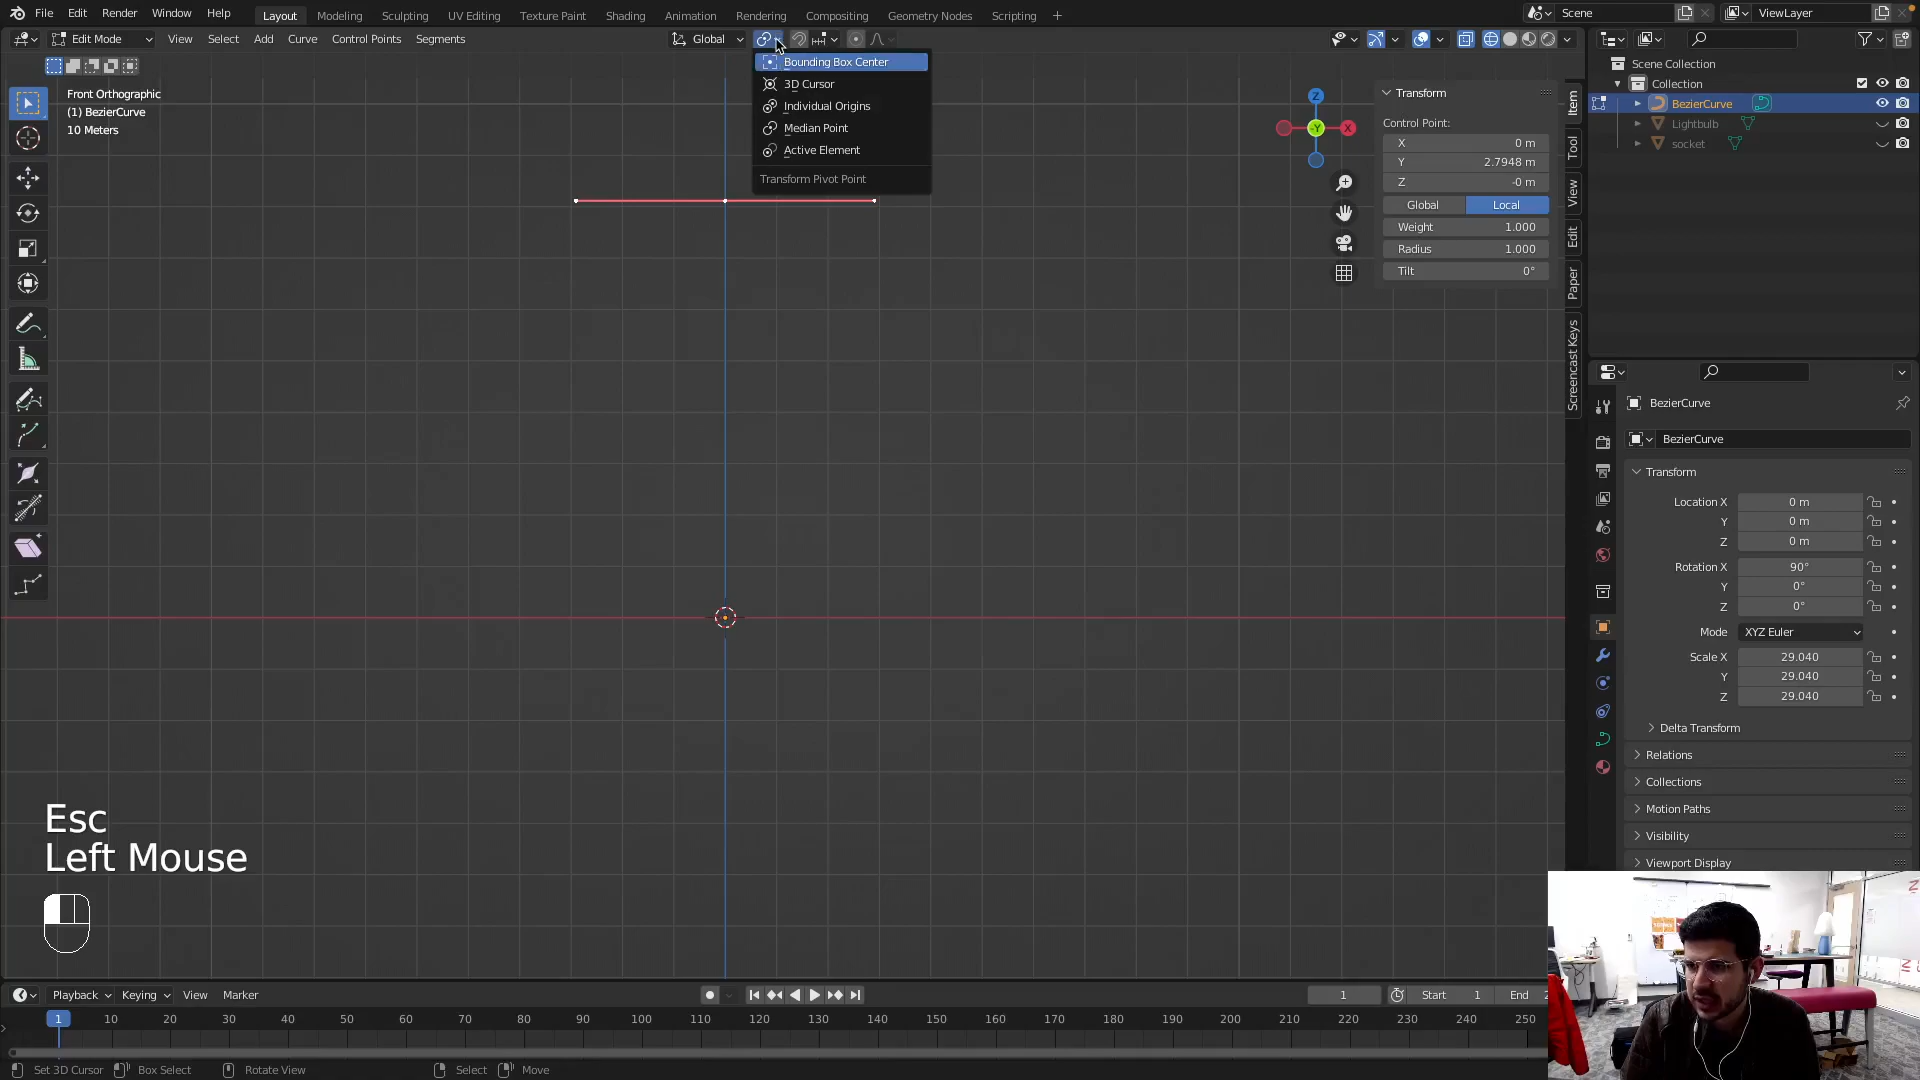 File Edit Render Window Help
Layout Modeling Sculpting UV Editing Texture Paint Shading Animation Rendering Compositing Geometry Nodes Scripting +
Scene
ViewLayer
Edit Mode View Select Add Curve Control Points Segments
Global
Front Orthographic
(1) BezierCurve
10 Meters
Bounding Box Center
3D Cursor
Individual Origins
Median Point
Active Element
Transform Pivot Point
Z
X
-Y
Transform
Control Point:
X 0 m
Y 2.7948 m
Z -0 m
Global Local
Weight 1.000
Radius 1.000
Tilt 0°
Item
Tool
View
Edit
Paper
Screencast Keys
Scene Collection
Collection
BezierCurve
Lightbulb
socket
BezierCurve
BezierCurve
Transform
Location X 0 m
Y 0 m
Z 0 m
Rotation X 90°
Y 0°
Z 0°
Mode XYZ Euler
Scale X 29.040
Y 29.040
Z 29.040
Delta Transform
Relations
Collections
Motion Paths
Visibility
Viewport Display
Esc
Left Mouse
Playback Keying View Marker
1 Start 1 End 2
1 10 20 30 40 50 60 70 80 90 100 110 120 130 140 150 160 170 180 190 200 210 220 230 240 250
Set 3D Cursor Box Select Rotate View Select Move